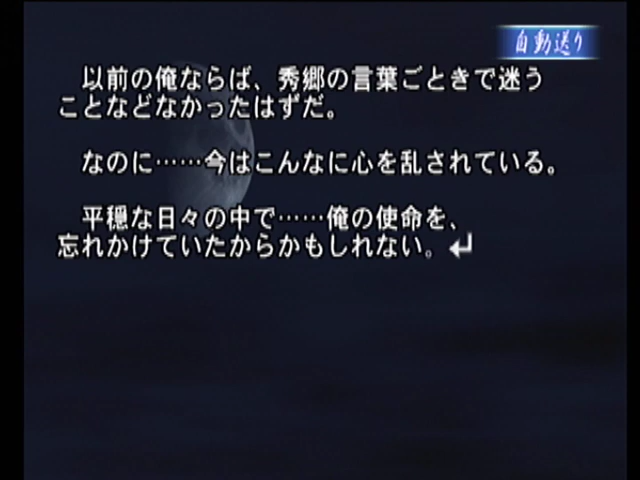 自動送り
以前の俺ならば、秀郷の言葉ごときで迷う
ことなどなかったはずだ。
なのに……今はこんなに心を乱されている。
平穏な日々の中で……俺の使命を、
忘れかけていたからかもしれない。